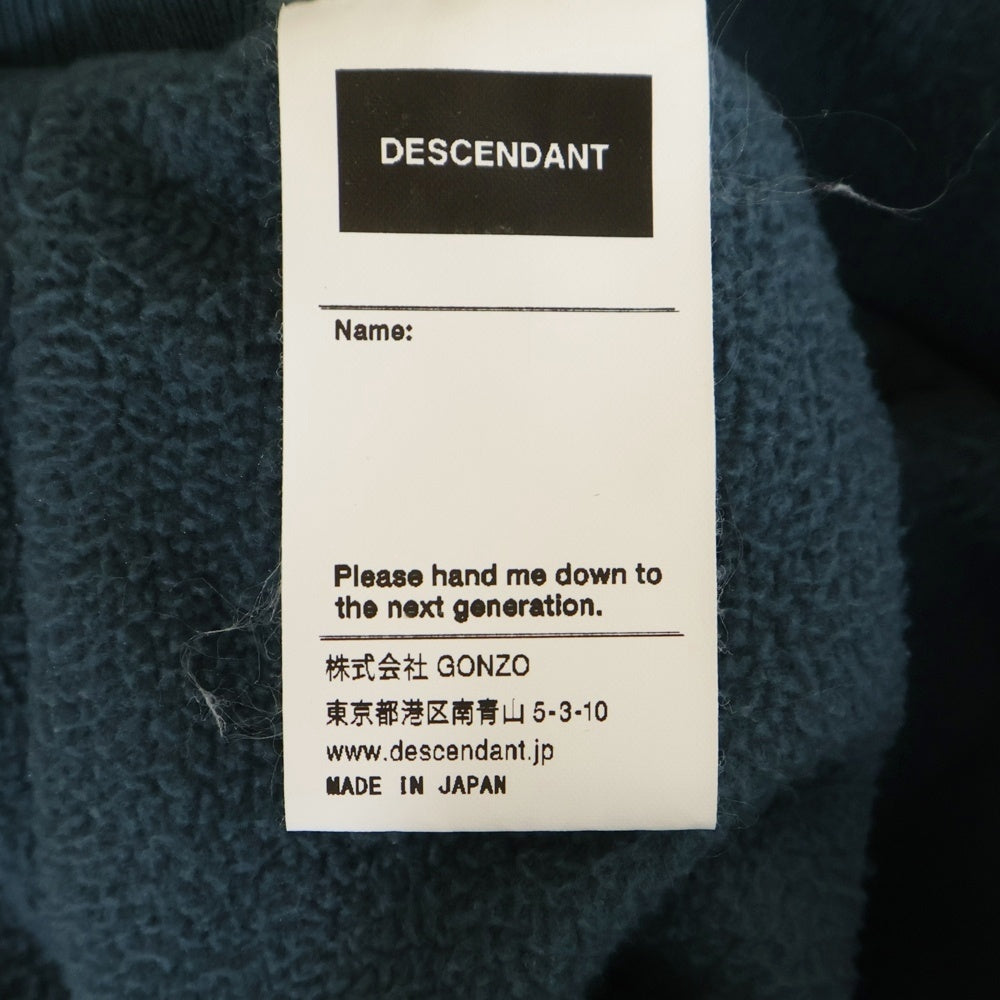 DESCENDANT
Name:
Please hand me down to
the next generation.
株式会社 GONZO
東京都港区南青山 5-3-10
www.descendant.jp
MADE IN JAPAN